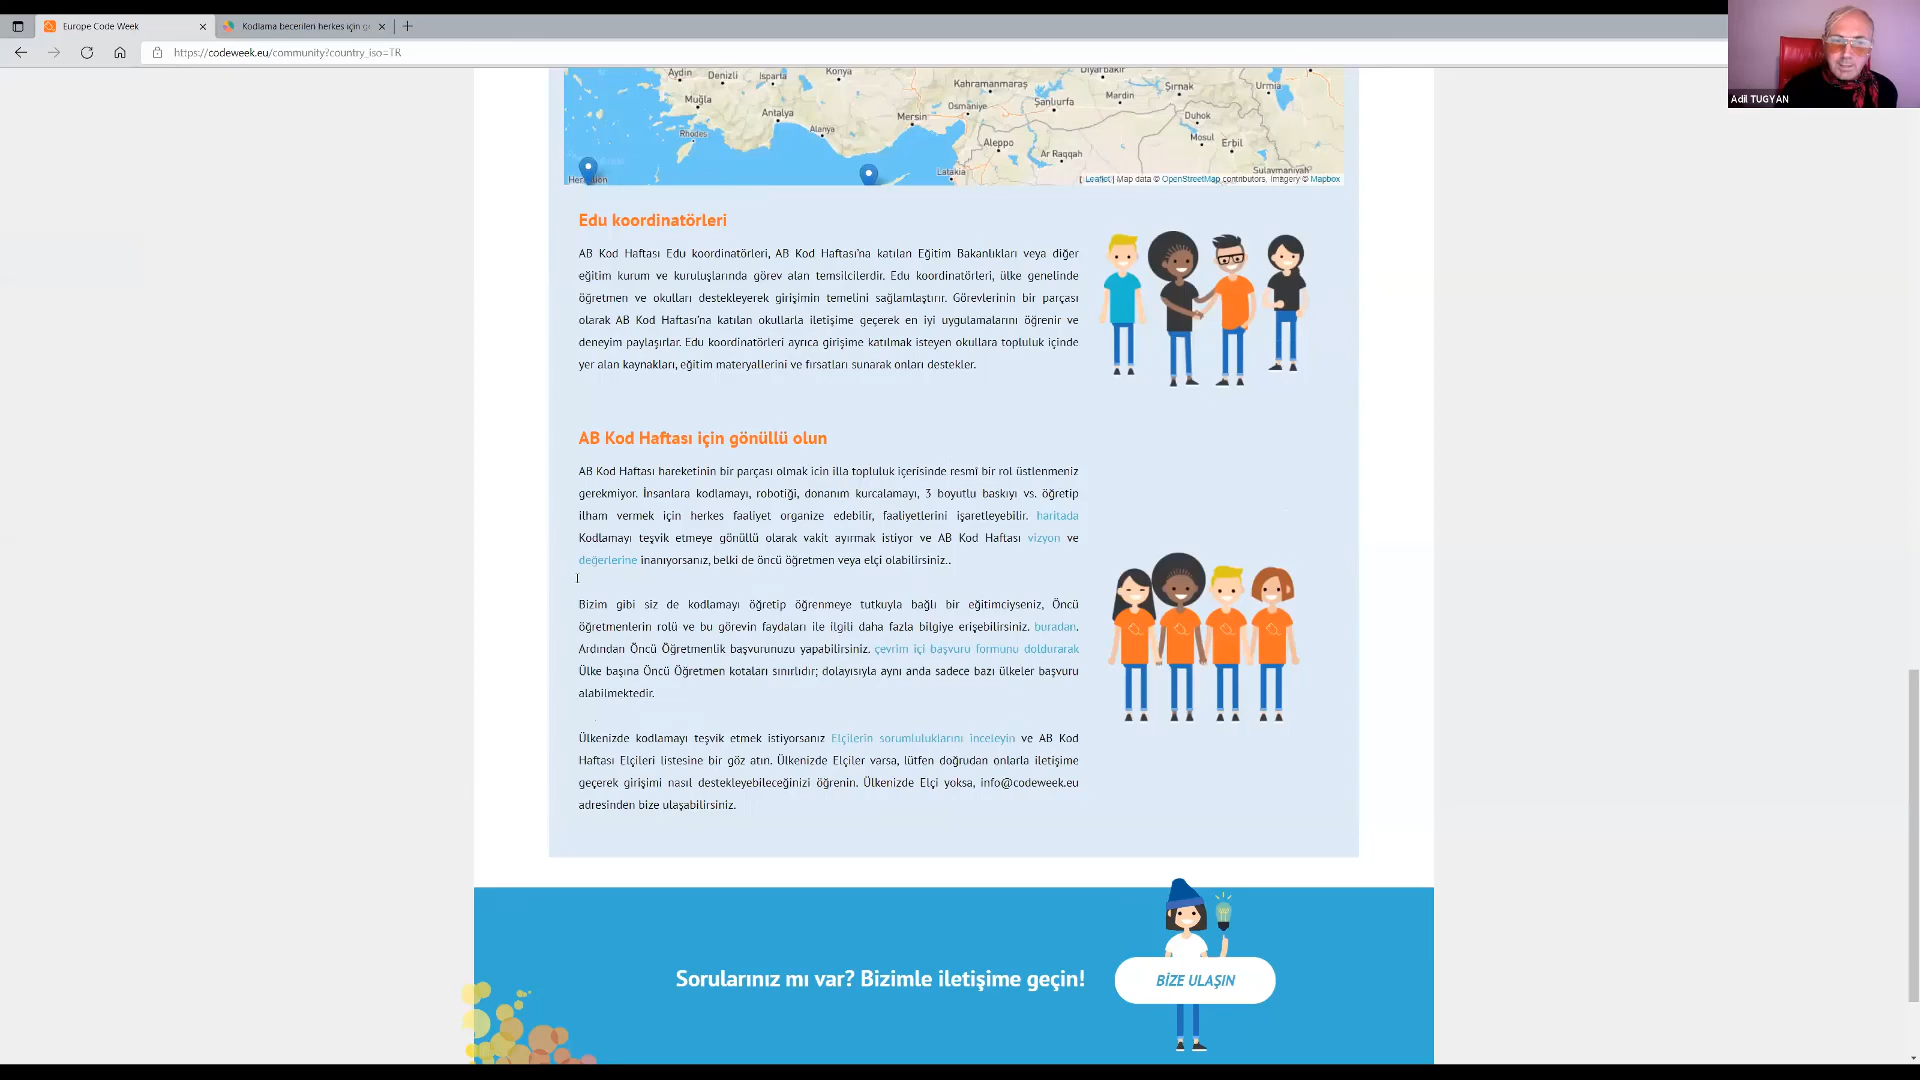 Europe Code Week
Kodlama becerileri herkes için
https://codeweek.eu/community?country_iso=TR
Adil TUGYAN
Aydın Denizli Isparta Konya Kahramanmaraş Diyarbakır Şırnak Urmia
Muğla Antalya Alanya Mersin Osmaniye Şanlıurfa Mardin Duhok
Rhodes Aleppo Ar Raqqah Mosul Erbil
Latakia Sulaymaniyah
Leaflet | Map data © OpenStreetMap contributors, Imagery © Mapbox
Edu koordinatörleri
AB Kod Haftası Edu koordinatörleri, AB Kod Haftası’na katılan Eğitim Bakanlıkları veya diğer
eğitim kurum ve kuruluşlarında görev alan temsilcilerdir. Edu koordinatörleri, ülke genelinde
öğretmen ve okulları destekleyerek girişimin temelini sağlamlaştırır. Görevlerinin bir parçası
olarak AB Kod Haftası’na katılan okullarla iletişime geçerek en iyi uygulamalarını öğrenir ve
deneyim paylaşırlar. Edu koordinatörleri ayrıca girişime katılmak isteyen okullara topluluk içinde
yer alan kaynakları, eğitim materyallerini ve fırsatları sunarak onları destekler.
AB Kod Haftası için gönüllü olun
AB Kod Haftası hareketinin bir parçası olmak icin illa topluluk içerisinde resmî bir rol üstlenmeniz
gerekmiyor. İnsanlara kodlamayı, robotiği, donanım kurcalamayı, 3 boyutlu baskıyı vs. öğretip
ilham vermek için herkes faaliyet organize edebilir, faaliyetlerini işaretleyebilir. haritada
Kodlamayı teşvik etmeye gönüllü olarak vakit ayırmak istiyor ve AB Kod Haftası vizyon ve
değerlerine inanıyorsanız, belki de öncü öğretmen veya elçi olabilirsiniz..
Bizim gibi siz de kodlamayı öğretip öğrenmeye tutkuyla bağlı bir eğitimciyseniz, Öncü
öğretmenlerin rolü ve bu görevin faydaları ile ilgili daha fazla bilgiye erişebilirsiniz. buradan.
Ardından Öncü Öğretmenlik başvurunuzu yapabilirsiniz. çevrim içi başvuru formunu doldurarak
Ülke başına Öncü Öğretmen kotaları sınırlıdır; dolayısıyla aynı anda sadece bazı ülkeler başvuru
alabilmektedir.
Ülkenizde kodlamayı teşvik etmek istiyorsanız Elçilerin sorumluluklarını inceleyin ve AB Kod
Haftası Elçileri listesine bir göz atın. Ülkenizde Elçiler varsa, lütfen doğrudan onlarla iletişime
geçerek girişimi nasıl destekleyebileceğinizi öğrenin. Ülkenizde Elçi yoksa, info@codeweek.eu
adresinden bize ulaşabilirsiniz.
Sorularınız mı var? Bizimle iletişime geçin!
BİZE ULAŞIN